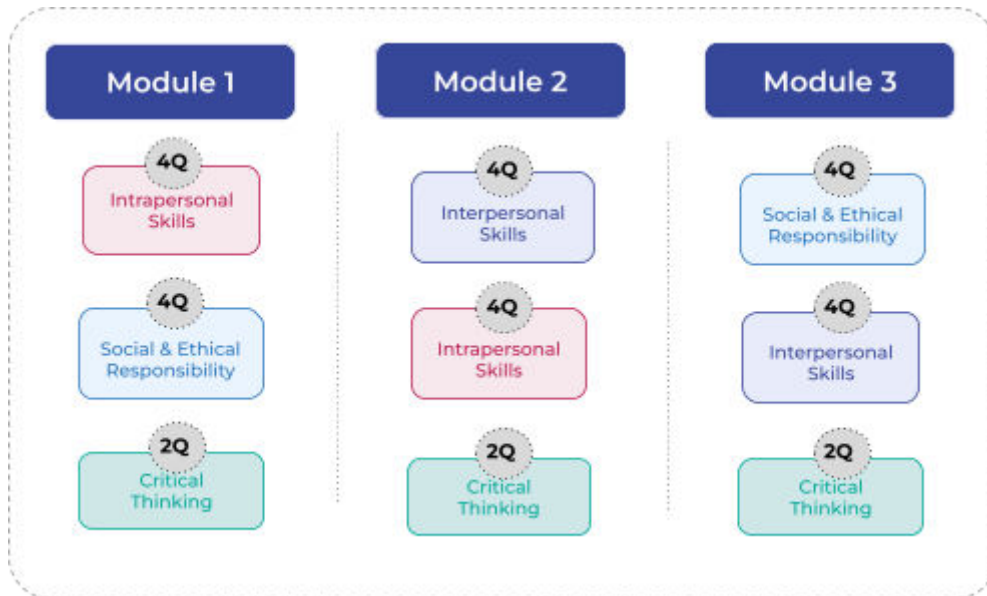 Module 1
4Q
Intrapersonal
Skills
4Q
Social & Ethical
Responsibility
2Q
Critical
Thinking
Module 2
4Q
Interpersonal
Skills
4Q
Intrapersonal
Skills
2Q
Critical
Thinking
Module 3
4Q
Social & Ethical
Responsibility
4Q
Interpersonal
Skills
2Q
Critical
Thinking